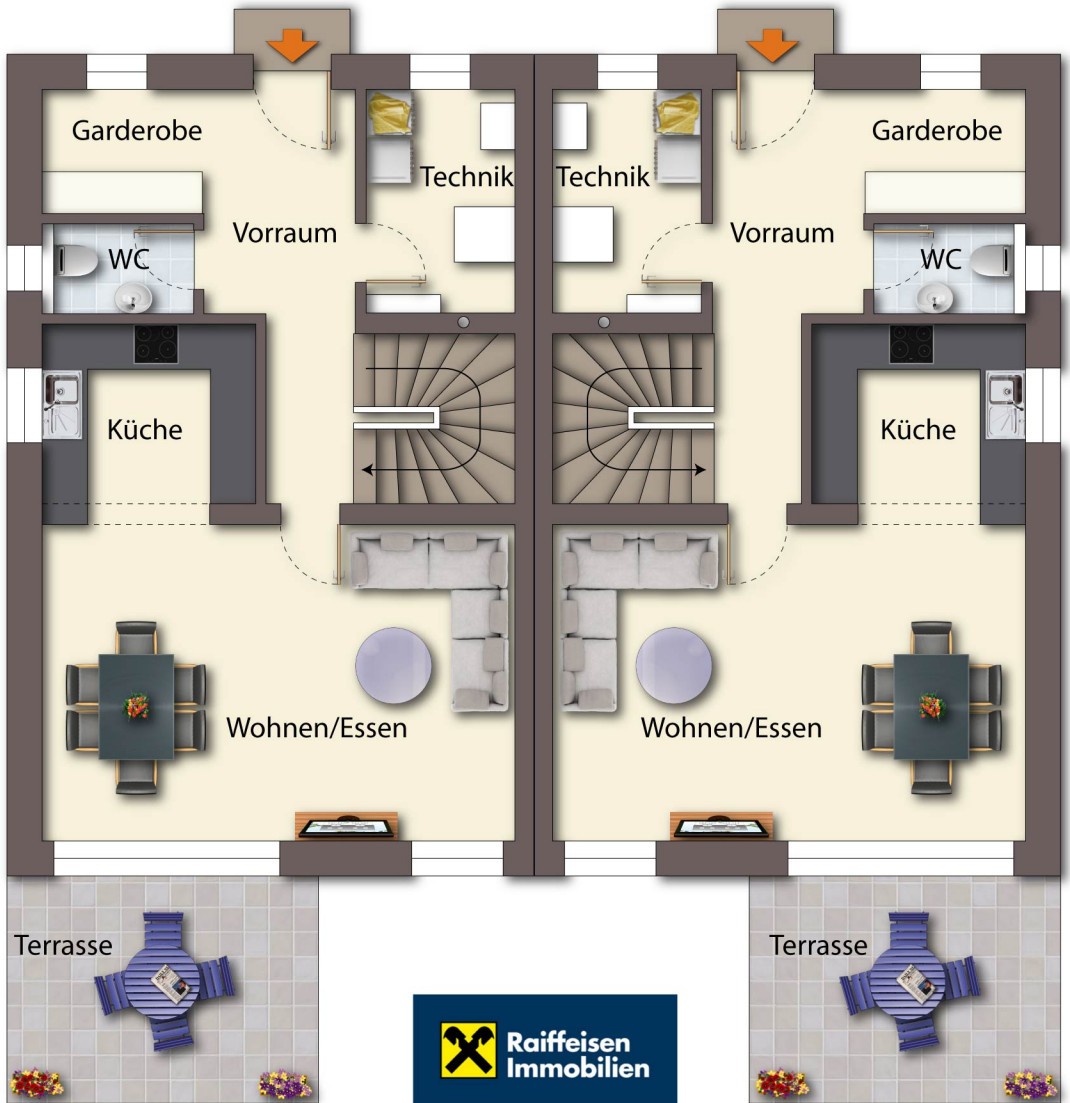 Garderobe
Garderobe
Technik
Technik
Vorraum
Vorraum
WC
WC
Küche
Küche
Wohnen/Essen
Wohnen/Essen
Terrasse
Terrasse
Raiffeisen
Immobilien